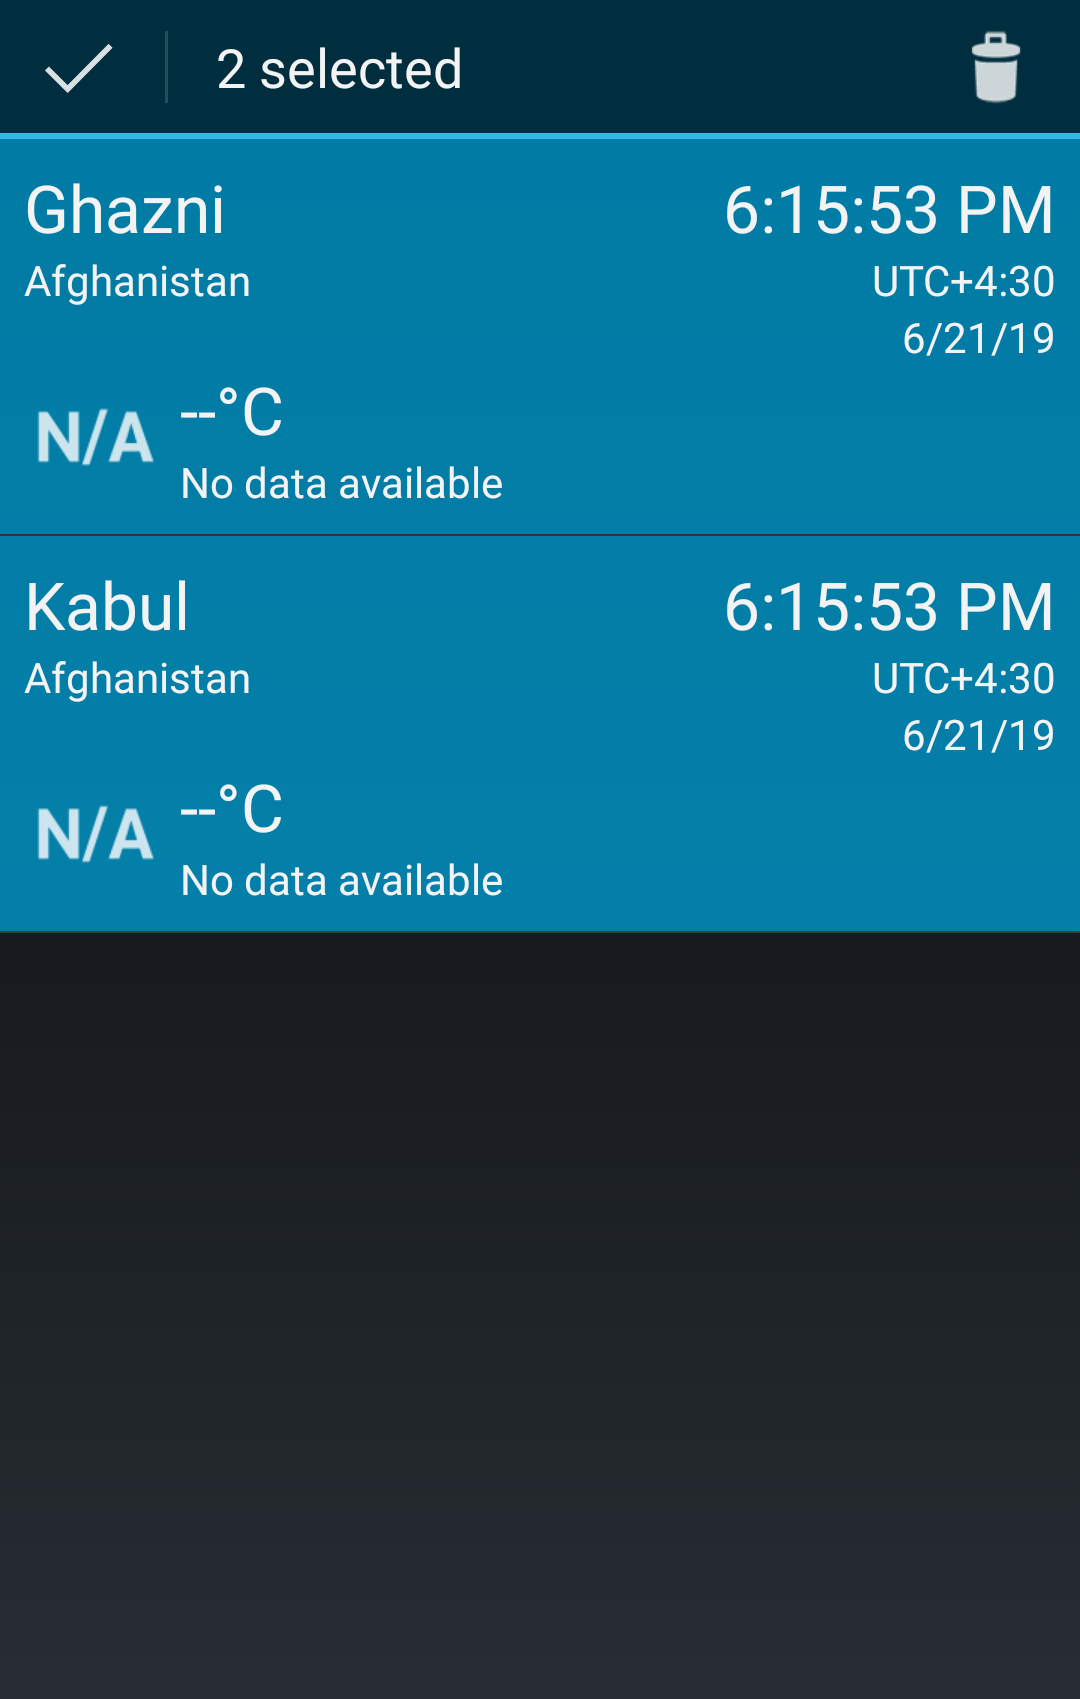 2 selected
Ghazni 6:15:53 PM
Afghanistan UTC+4:30
6/21/19
N/A --°C
No data available
Kabul 6:15:53 PM
Afghanistan UTC+4:30
6/21/19
N/A --°C
No data available